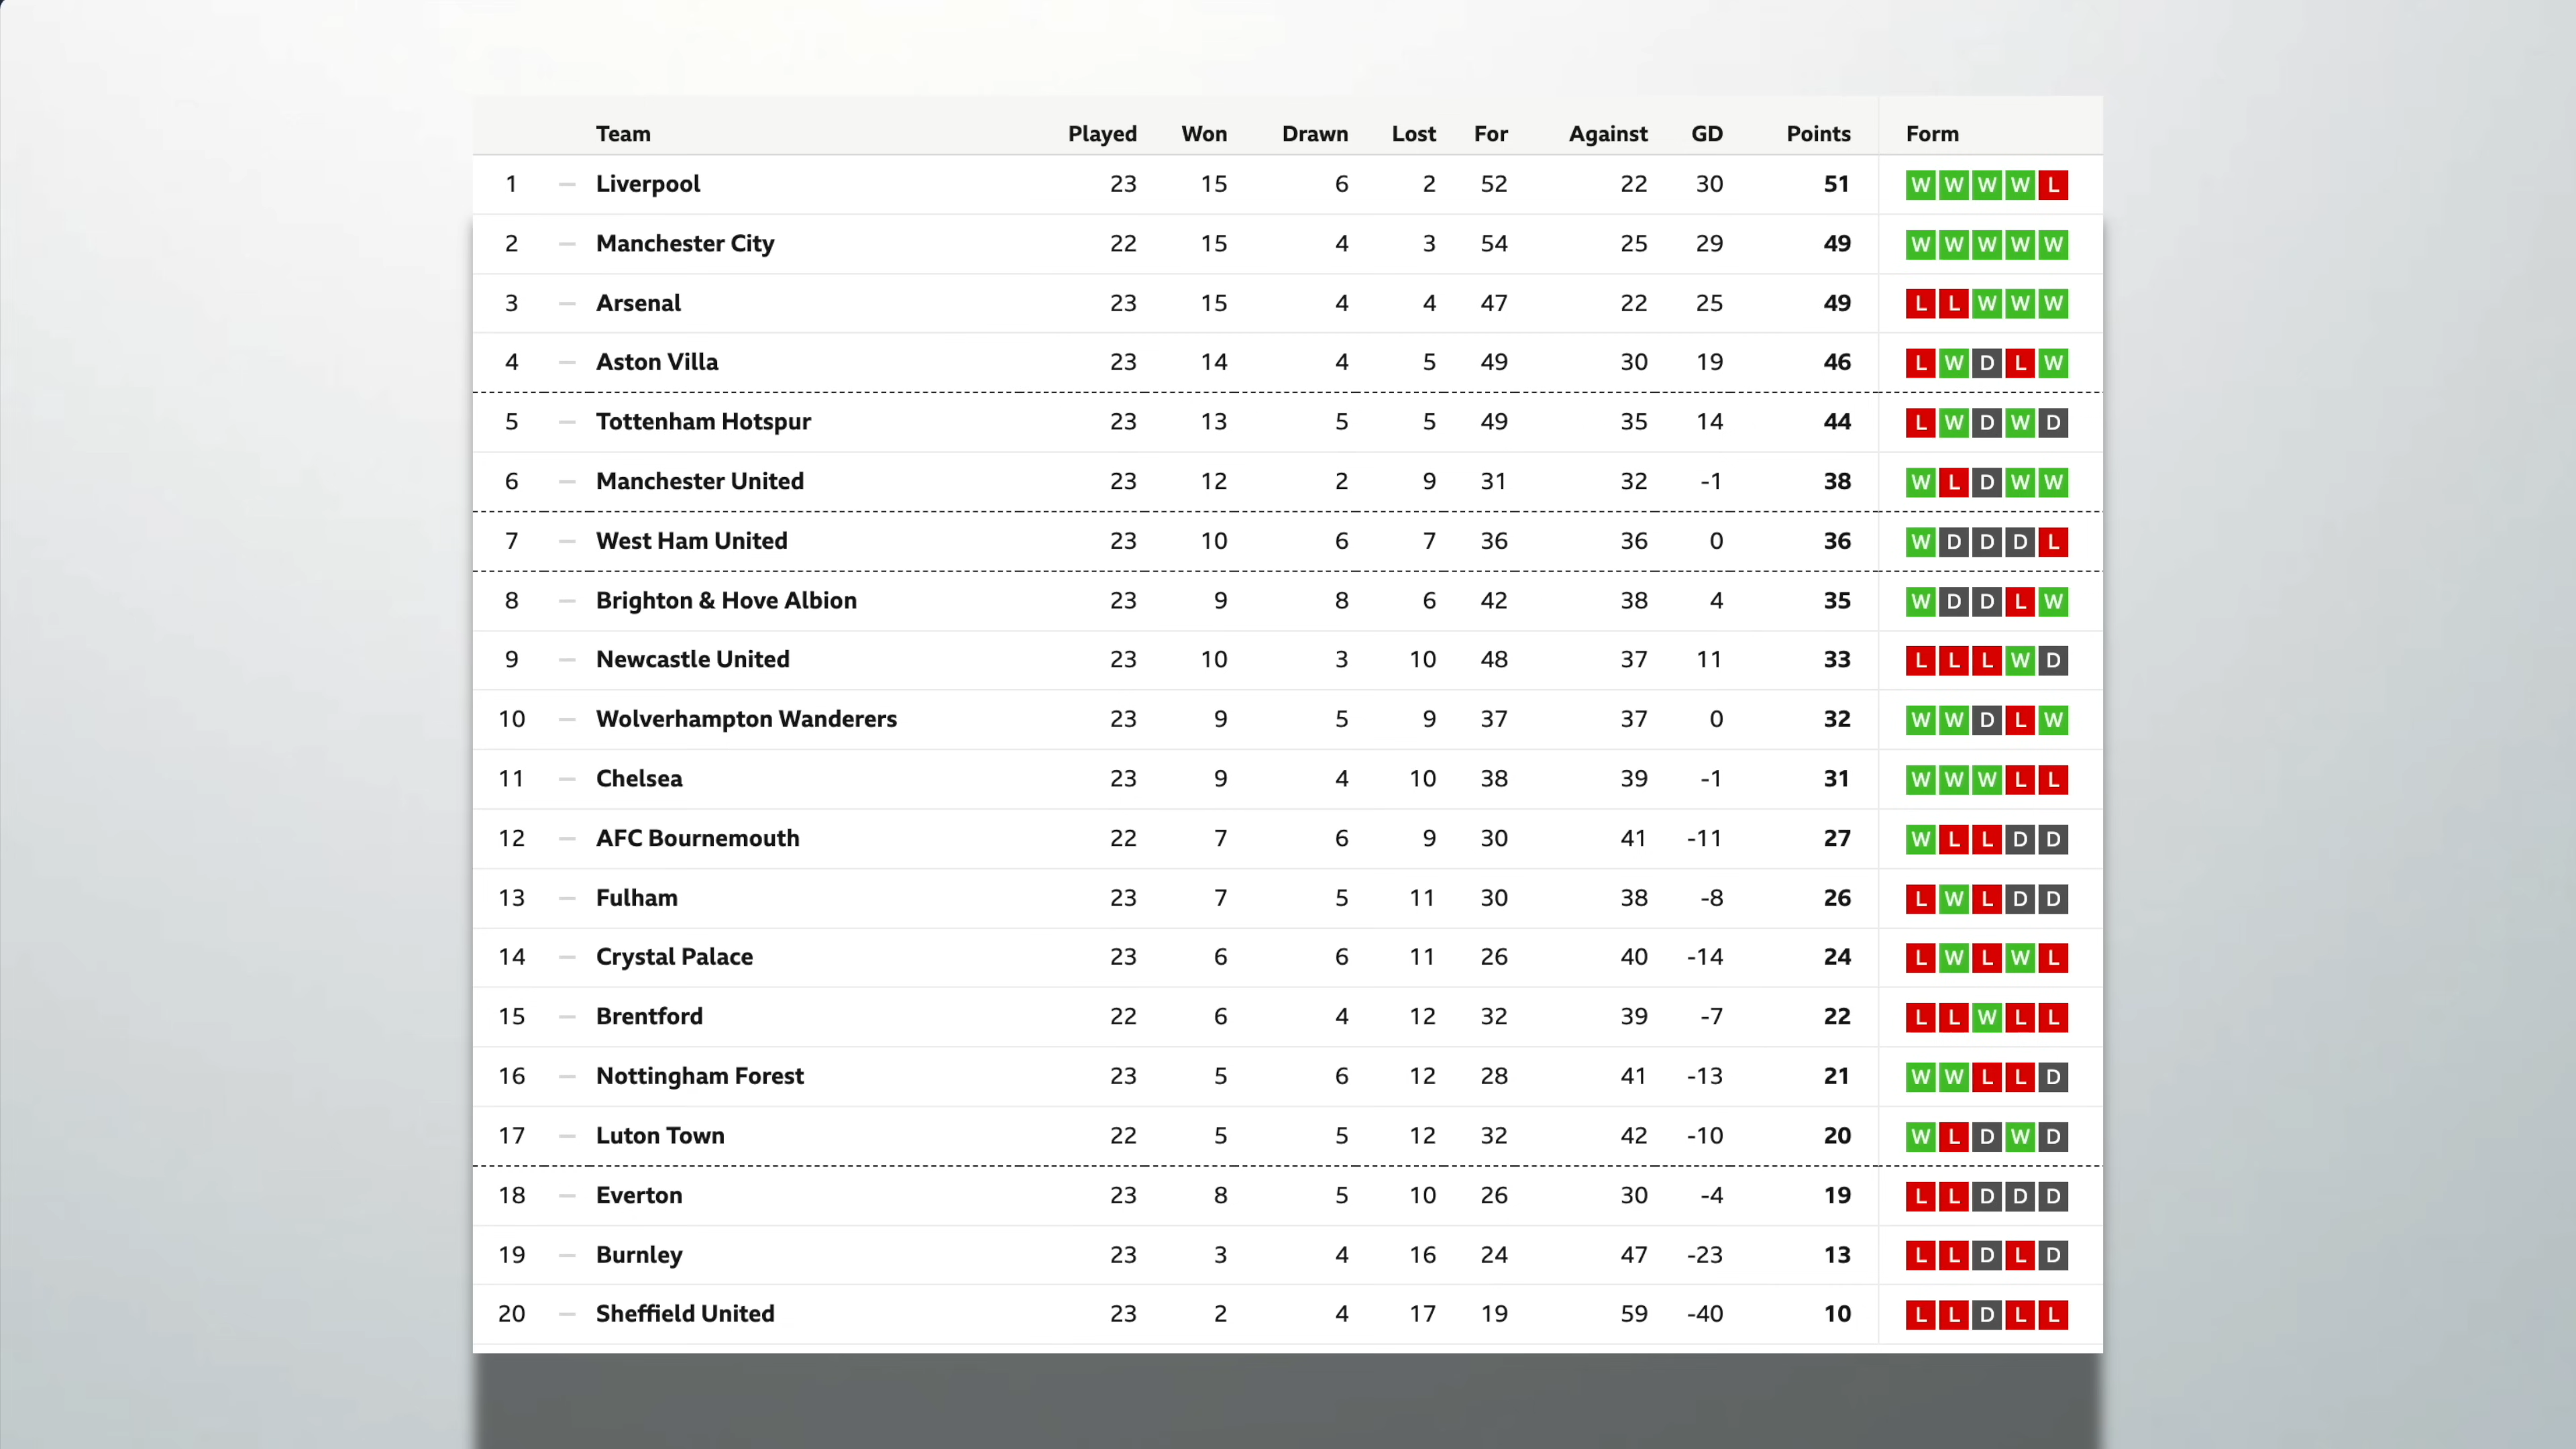 Team Played Won Drawn Lost For Against GD Points Form
1 — Liverpool 23 15 6 2 52 22 30 51 W W W W L
2 — Manchester City 22 15 4 3 54 25 29 49 W W W W W
3 — Arsenal 23 15 4 4 47 22 25 49 L L W W W
4 — Aston Villa 23 14 4 5 49 30 19 46 L W D L W
5 — Tottenham Hotspur 23 13 5 5 49 35 14 44 L W D W D
6 — Manchester United 23 12 2 9 31 32 -1 38 W L D W W
7 — West Ham United 23 10 6 7 36 36 0 36 W D D D L
8 — Brighton & Hove Albion 23 9 8 6 42 38 4 35 W D D L W
9 — Newcastle United 23 10 3 10 48 37 11 33 L L L W D
10 — Wolverhampton Wanderers 23 9 5 9 37 37 0 32 W W D L W
11 — Chelsea 23 9 4 10 38 39 -1 31 W W W L L
12 — AFC Bournemouth 22 7 6 9 30 41 -11 27 W L L D D
13 — Fulham 23 7 5 11 30 38 -8 26 L W L D D
14 — Crystal Palace 23 6 6 11 26 40 -14 24 L W L W L
15 — Brentford 22 6 4 12 32 39 -7 22 L L W L L
16 — Nottingham Forest 23 5 6 12 28 41 -13 21 W W L L D
17 — Luton Town 22 5 5 12 32 42 -10 20 W L D W D
18 — Everton 23 8 5 10 26 30 -4 19 L L D D D
19 — Burnley 23 3 4 16 24 47 -23 13 L L D L D
20 — Sheffield United 23 2 4 17 19 59 -40 10 L L D L L